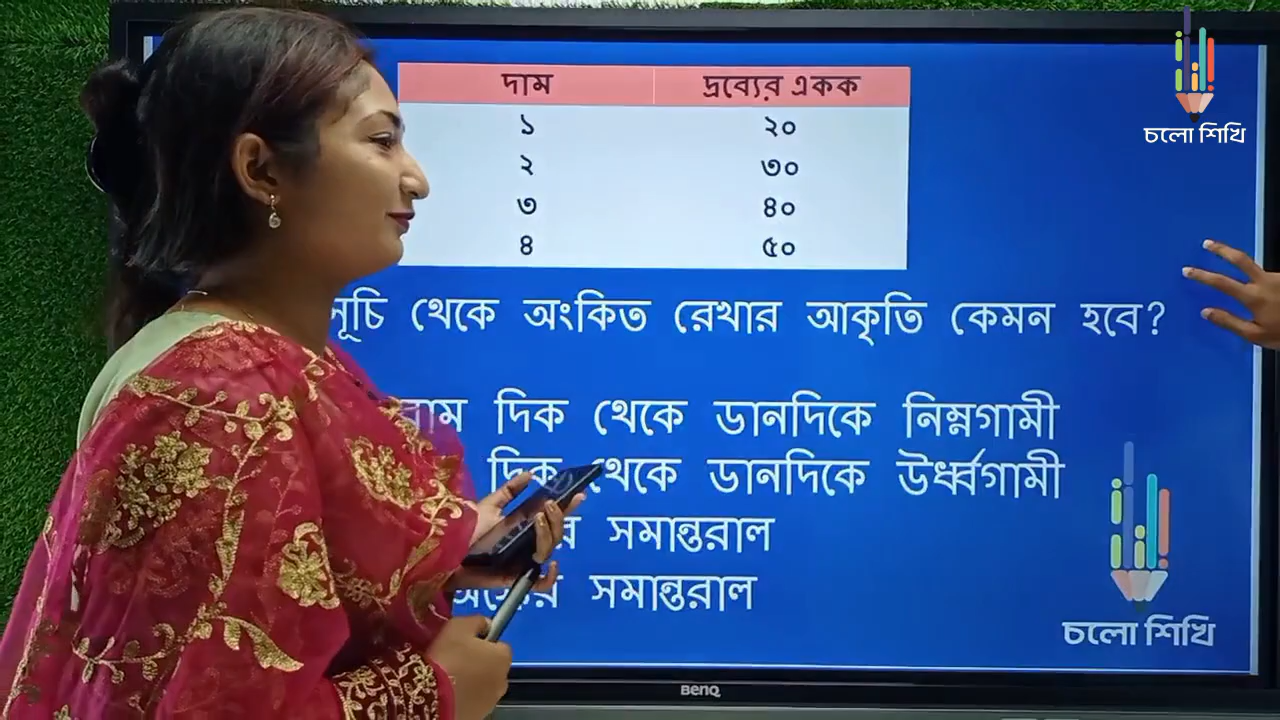 দাম দ্রব্যের একক
১ ২০
২ ৩০
৩ ৪০
৪ ৫০
চলো শিখি
সূচি থেকে অংকিত রেখার আকৃতি কেমন হবে?
বাম দিক থেকে ডানদিকে নিম্নগামী
দিক থেকে ডানদিকে উর্ধ্বগামী
সমান্তরাল
সমান্তরাল
চলো শিখি
BenQ